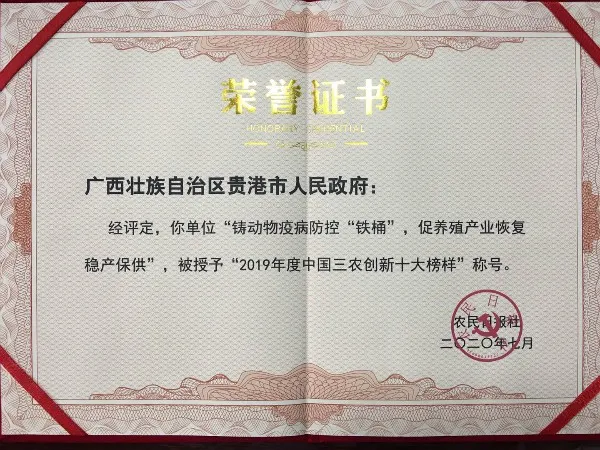 荣誉证书
广西壮族自治区贵港市人民政府：
经评定，你单位“铸动物疫病防控“铁桶”，促养殖产业恢复
稳产保供”，被授予“2019年度中国三农创新十大榜样”称号。
农民日报社
二〇二〇年七月